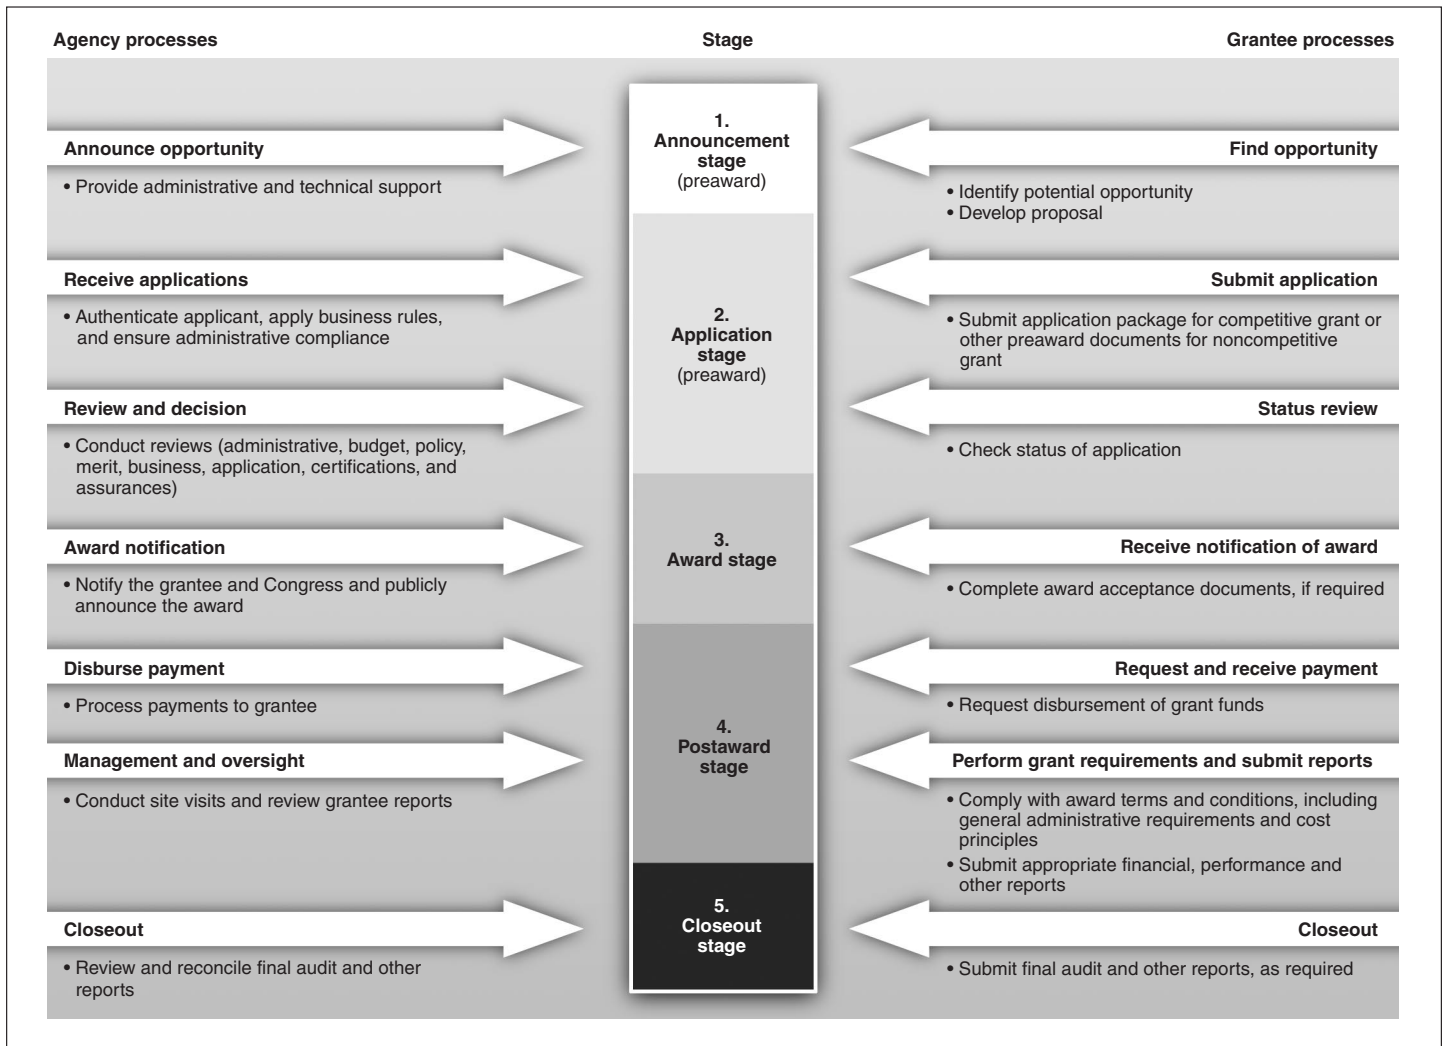 Agency processes
Stage
Grantee processes
1.
Announcement
stage
(preaward)
Announce opportunity
• Provide administrative and technical support
Find opportunity
• Identify potential opportunity
• Develop proposal
2.
Application
stage
(preaward)
Receive applications
• Authenticate applicant, apply business rules,
and ensure administrative compliance
Submit application
• Submit application package for competitive grant or
other preaward documents for noncompetitive
grant
Review and decision
• Conduct reviews (administrative, budget, policy,
merit, business, application, certifications, and
assurances)
Status review
• Check status of application
3.
Award stage
Award notification
• Notify the grantee and Congress and publicly
announce the award
Receive notification of award
• Complete award acceptance documents, if required
4.
Postaward
stage
Disburse payment
• Process payments to grantee
Request and receive payment
• Request disbursement of grant funds
Management and oversight
• Conduct site visits and review grantee reports
Perform grant requirements and submit reports
• Comply with award terms and conditions, including
general administrative requirements and cost
principles
• Submit appropriate financial, performance and
other reports
5.
Closeout
stage
Closeout
• Review and reconcile final audit and other
reports
Closeout
• Submit final audit and other reports, as required